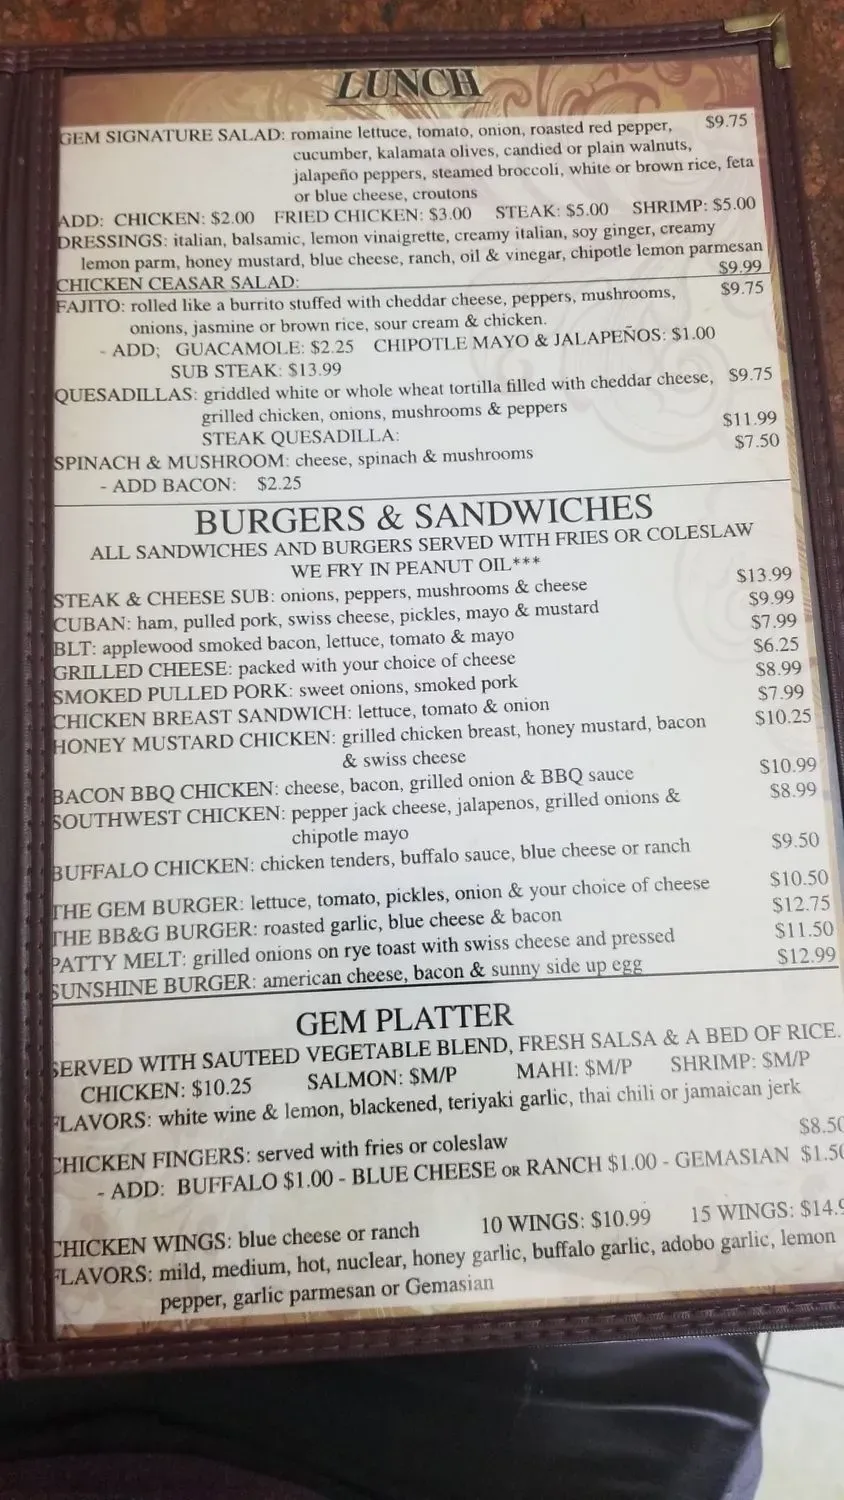 LUNCH
GEM SIGNATURE SALAD: romaine lettuce, tomato, onion, roasted red pepper, $9.75
cucumber, kalamata olives, candied or plain walnuts,
jalapeño peppers, steamed broccoli, white or brown rice, feta
or blue cheese, croutons
ADD: CHICKEN: $2.00 FRIED CHICKEN: $3.00 STEAK: $5.00 SHRIMP: $5.00
DRESSINGS: italian, balsamic, lemon vinaigrette, creamy italian, soy ginger, creamy
lemon parm, honey mustard, blue cheese, ranch, oil & vinegar, chipotle lemon parmesan
CHICKEN CEASAR SALAD: $9.99
FAJITO: rolled like a burrito stuffed with cheddar cheese, peppers, mushrooms, $9.75
onions, jasmine or brown rice, sour cream & chicken.
- ADD; GUACAMOLE: $2.25 CHIPOTLE MAYO & JALAPEÑOS: $1.00
SUB STEAK: $13.99
QUESADILLAS: griddled white or whole wheat tortilla filled with cheddar cheese, $9.75
grilled chicken, onions, mushrooms & peppers
STEAK QUESADILLA: $11.99
SPINACH & MUSHROOM: cheese, spinach & mushrooms $7.50
- ADD BACON: $2.25
BURGERS & SANDWICHES
ALL SANDWICHES AND BURGERS SERVED WITH FRIES OR COLESLAW
WE FRY IN PEANUT OIL***
STEAK & CHEESE SUB: onions, peppers, mushrooms & cheese $13.99
CUBAN: ham, pulled pork, swiss cheese, pickles, mayo & mustard $9.99
BLT: applewood smoked bacon, lettuce, tomato & mayo $7.99
GRILLED CHEESE: packed with your choice of cheese $6.25
SMOKED PULLED PORK: sweet onions, smoked pork $8.99
CHICKEN BREAST SANDWICH: lettuce, tomato & onion $7.99
HONEY MUSTARD CHICKEN: grilled chicken breast, honey mustard, bacon $10.25
& swiss cheese
BACON BBQ CHICKEN: cheese, bacon, grilled onion & BBQ sauce $10.99
SOUTHWEST CHICKEN: pepper jack cheese, jalapenos, grilled onions & $8.99
chipotle mayo
BUFFALO CHICKEN: chicken tenders, buffalo sauce, blue cheese or ranch $9.50
THE GEM BURGER: lettuce, tomato, pickles, onion & your choice of cheese $10.50
THE BB&G BURGER: roasted garlic, blue cheese & bacon $12.75
PATTY MELT: grilled onions on rye toast with swiss cheese and pressed $11.50
SUNSHINE BURGER: american cheese, bacon & sunny side up egg $12.99
GEM PLATTER
SERVED WITH SAUTEED VEGETABLE BLEND, FRESH SALSA & A BED OF RICE.
CHICKEN: $10.25 SALMON: $M/P MAHI: $M/P SHRIMP: $M/P
FLAVORS: white wine & lemon, blackened, teriyaki garlic, thai chili or jamaican jerk
CHICKEN FINGERS: served with fries or coleslaw $8.50
- ADD: BUFFALO $1.00 - BLUE CHEESE OR RANCH $1.00 - GEMASIAN $1.50
CHICKEN WINGS: blue cheese or ranch 10 WINGS: $10.99 15 WINGS: $14.9
FLAVORS: mild, medium, hot, nuclear, honey garlic, buffalo garlic, adobo garlic, lemon
pepper, garlic parmesan or Gemasian